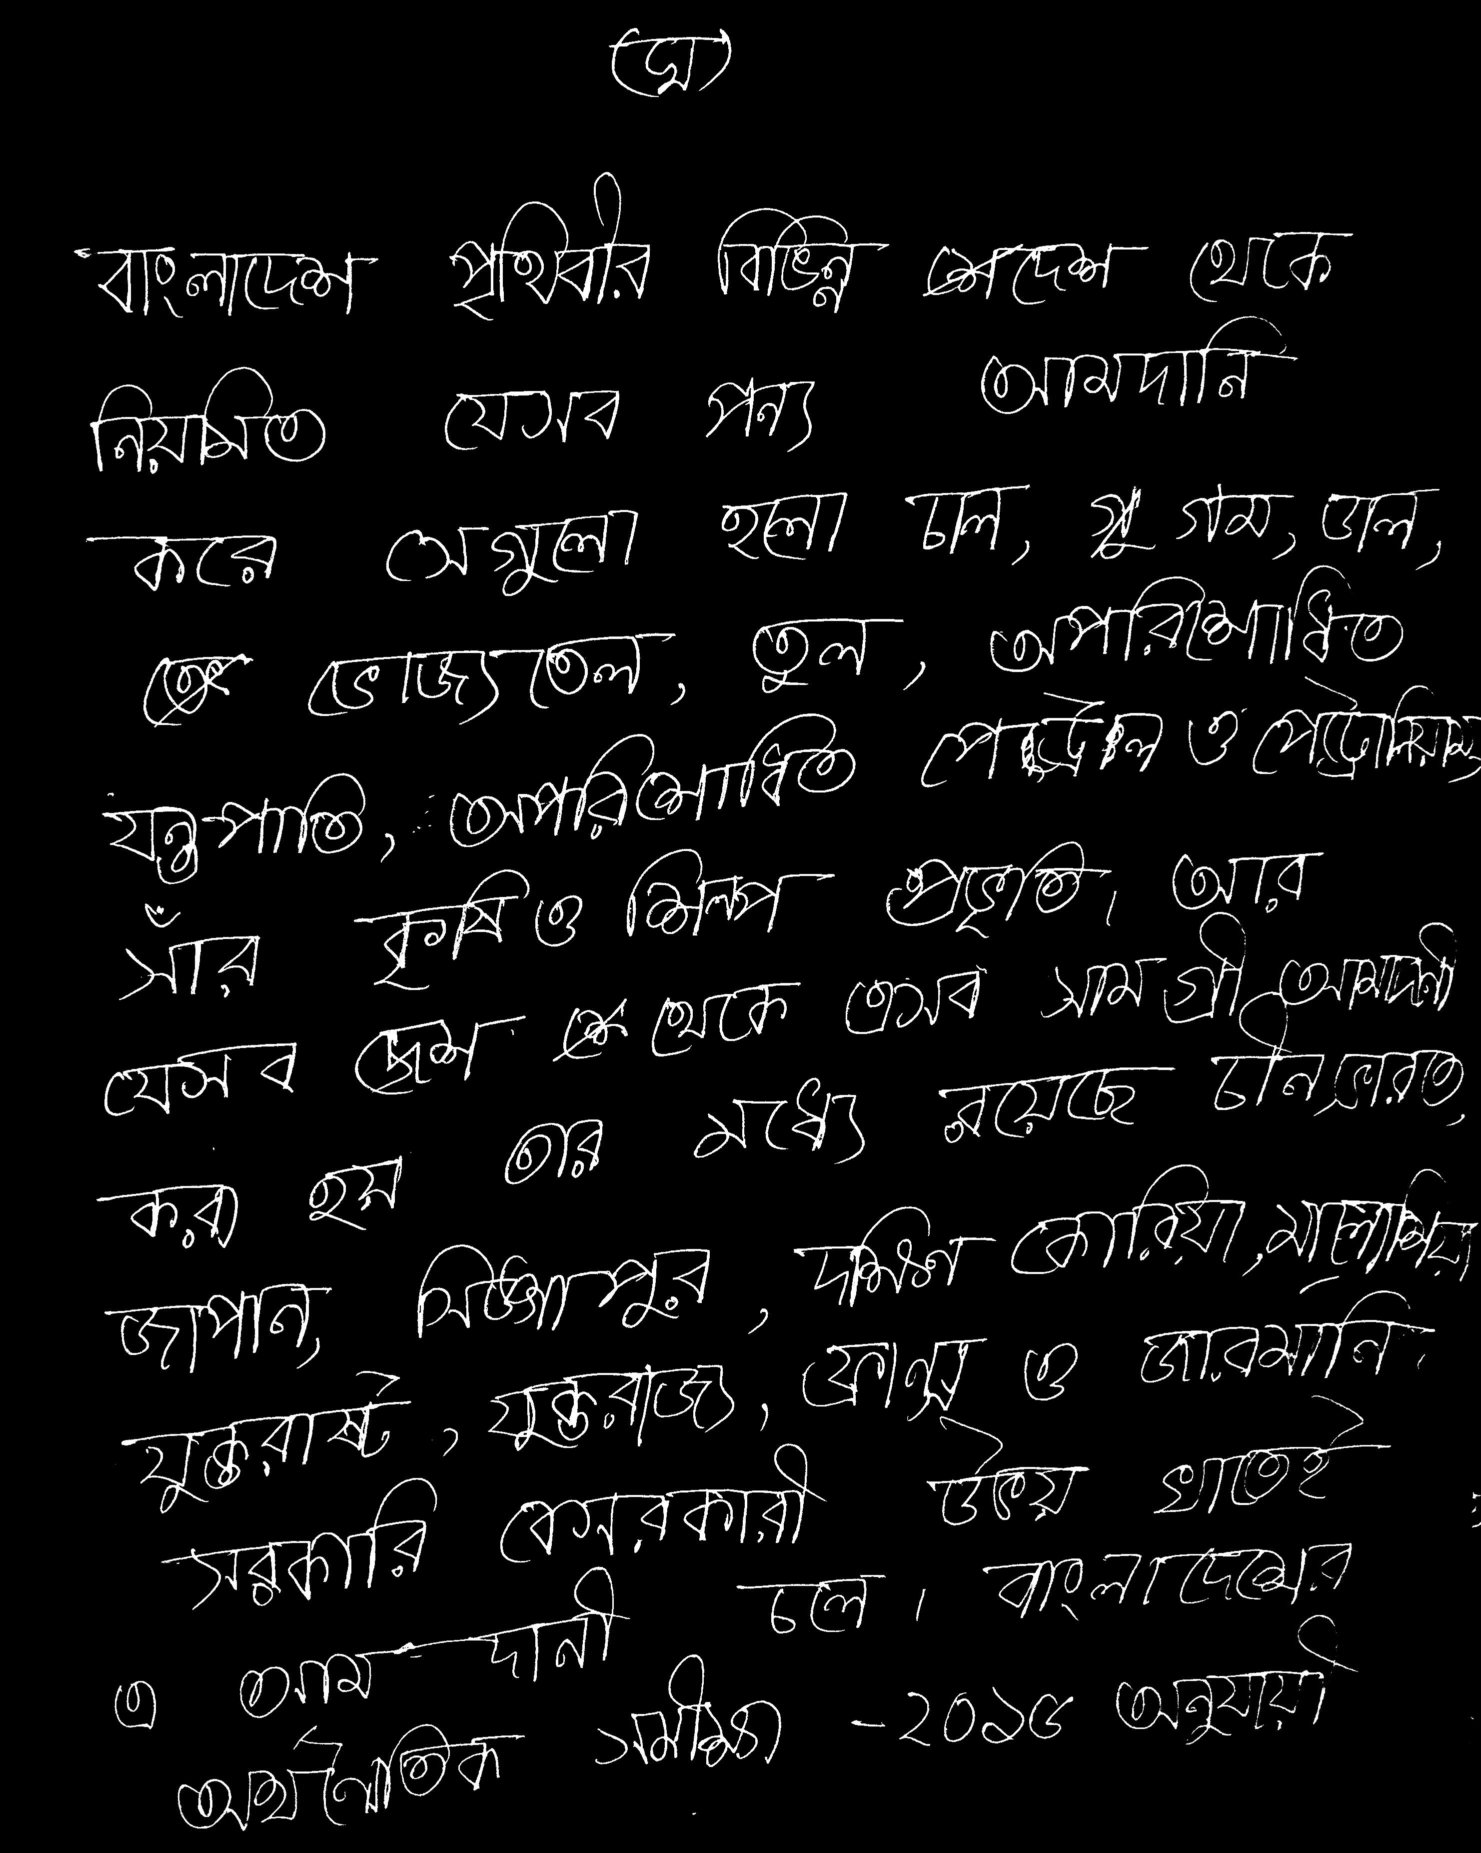 বাংলাদেশ পৃথিবীর বিভিন্ন দেশ থেকে
নিয়মিত যেসব পন্য আমদানি
করে সেগুলো হলো চাল, গম, ডাল,
ভোজ্যতেল, তুল, অপরিশোধিত
যন্ত্রপাতি, অপরিশোধিত পেট্রোল ও পেট্রোলিয়াম
সাঁর কৃষি ও শিল্প প্রভৃতি। আর
যেসব দেশ থেকে এসব সামগ্রী আমদানী
করা হয় তার মধ্যে রয়েছে চীন, ভারত,
জাপান, সিঙ্গাপুর, দক্ষিণ কোরিয়া, মালেশিয়া
যুক্তরাষ্ট, যুক্তরাজ্য, ফ্রান্স ও জারমানি।
সরকারি বেসরকারী উভয় খাতেই
এ আমদানী চলে। বাংলাদেশের
অর্থনৈতিক সমীক্ষা - ২০১৫ অনুযায়ী